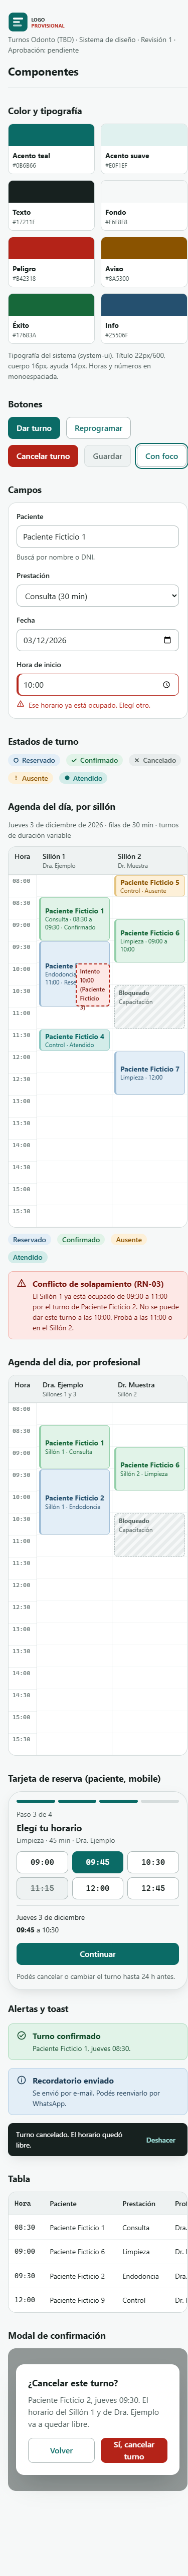 LOGO
PROVISIONAL
Turnos Odonto (TBD) · Sistema de diseño · Revisión 1 ·
Aprobación: pendiente
Componentes
Color y tipografía
Acento teal
#0B6B66
Acento suave
#E0F1EF
Texto
#17211F
Fondo
#F6F8F8
Peligro
#B42318
Aviso
#8A5300
Éxito
#17683A
Info
#25506F
Tipografía del sistema (system-ui). Título 22px/600,
cuerpo 16px, ayuda 14px. Horas y números en
monoespaciada.
Botones
Dar turno
Reprogramar
Cancelar turno
Guardar
Con foco
Campos
Paciente
Paciente Ficticio 1
Buscá por nombre o DNI.
Prestación
Consulta (30 min)
Fecha
03/12/2026
Hora de inicio
10:00
Ese horario ya está ocupado. Elegí otro.
Estados de turno
Reservado
Confirmado
Cancelado
Ausente
Atendido
Agenda del día, por sillón
Jueves 3 de diciembre de 2026 · filas de 30 min · turnos
de duración variable
Hora
Sillón 1
Dra. Ejemplo
Sillón 2
Dr. Muestra
08:00
08:30
09:00
09:30
10:00
10:30
11:00
11:30
12:00
12:30
13:00
13:30
14:00
14:30
15:00
15:30
Paciente Ficticio 1
Consulta · 08:30 a
09:30 · Confirmado
Paciente
Endodoncia
11:00 · Rese
Intento
10:00
(Paciente
Ficticio
3)
Paciente Ficticio 4
Control · Atendido
Paciente Ficticio 5
Control · Ausente
Paciente Ficticio 6
Limpieza · 09:00 a
10:00
Bloqueado
Capacitación
Paciente Ficticio 7
Limpieza · 12:00
Reservado
Confirmado
Ausente
Atendido
Conflicto de solapamiento (RN-03)
El Sillón 1 ya está ocupado de 09:30 a 11:00
por el turno de Paciente Ficticio 2. No se puede
dar este turno a las 10:00. Probá a las 11:00 o
en el Sillón 2.
Agenda del día, por profesional
Hora
Dra. Ejemplo
Sillones 1 y 3
Dr. Muestra
Sillón 2
08:00
08:30
09:00
09:30
10:00
10:30
11:00
11:30
12:00
12:30
13:00
13:30
14:00
14:30
15:00
15:30
Paciente Ficticio 1
Sillón 1 · Consulta
Paciente Ficticio 2
Sillón 1 · Endodoncia
Paciente Ficticio 6
Sillón 2 · Limpieza
Bloqueado
Capacitación
Tarjeta de reserva (paciente, mobile)
Paso 3 de 4
Elegí tu horario
Limpieza · 45 min · Dra. Ejemplo
09:00
09:45
10:30
11:15
12:00
12:45
Jueves 3 de diciembre
09:45 a 10:30
Continuar
Podés cancelar o cambiar el turno hasta 24 h antes.
Alertas y toast
Turno confirmado
Paciente Ficticio 1, jueves 08:30.
Recordatorio enviado
Se envió por e-mail. Podés reenviarlo por
WhatsApp.
Turno cancelado. El horario quedó
libre.
Deshacer
Tabla
Hora Paciente Prestación
08:30 Paciente Ficticio 1 Consulta Dra.
09:00 Paciente Ficticio 6 Limpieza Dr.
09:30 Paciente Ficticio 2 Endodoncia Dra.
12:00 Paciente Ficticio 9 Control Dr.
Modal de confirmación
¿Cancelar este turno?
Paciente Ficticio 2, jueves 09:30. El
horario del Sillón 1 y de Dra. Ejemplo
va a quedar libre.
Volver
Sí, cancelar
turno